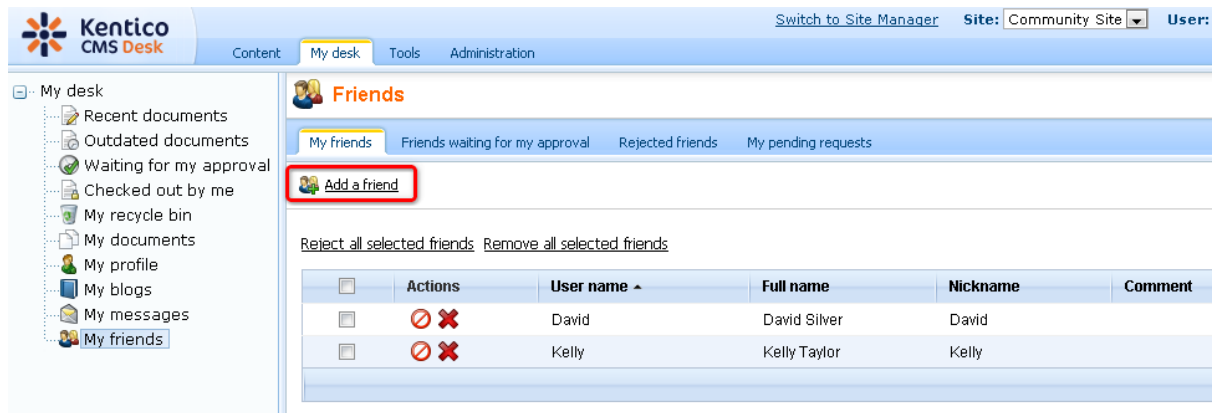 Kentico
CMS Desk
Switch to Site Manager Site: Community Site User:
Content My desk Tools Administration
My desk
Recent documents
Outdated documents
Waiting for my approval
Checked out by me
My recycle bin
My documents
My profile
My blogs
My messages
My friends
Friends
My friends Friends waiting for my approval Rejected friends My pending requests
Add a friend
Reject all selected friends Remove all selected friends
Actions User name Full name Nickname Comment
David David Silver David
Kelly Kelly Taylor Kelly